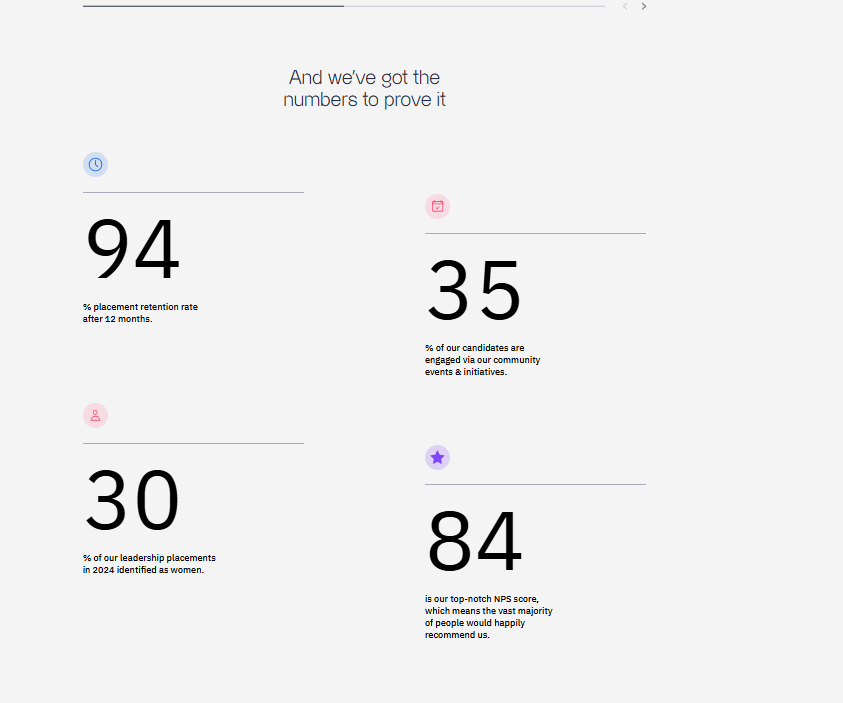 And we've got the
numbers to prove it
94
% placement retention rate
after 12 months.
35
% of our candidates are
engaged via our community
events & initiatives.
30
% of our leadership placements
in 2024 identified as women.
84
is our top-notch NPS score,
which means the vast majority
of people would happily
recommend us.